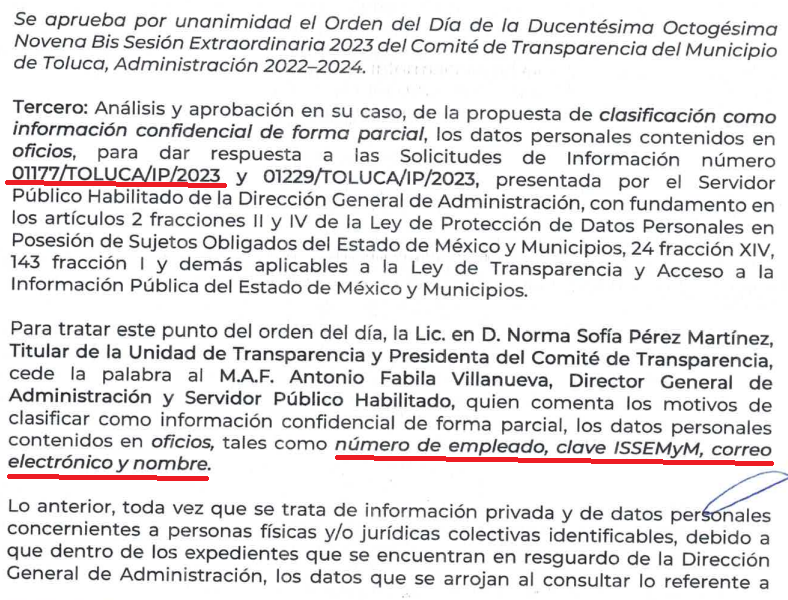 Se aprueba por unanimidad el Orden del Día de la Ducentésima Octogésima
Novena Bis Sesión Extraordinaria 2023 del Comité de Transparencia del Municipio
de Toluca, Administración 2022–2024.
Tercero: Análisis y aprobación en su caso, de la propuesta de clasificación como
información confidencial de forma parcial, los datos personales contenidos en
oficios, para dar respuesta a las Solicitudes de Información número
01177/TOLUCA/IP/2023 y 01229/TOLUCA/IP/2023, presentada por el Servidor
Público Habilitado de la Dirección General de Administración, con fundamento en
los artículos 2 fracciones II y IV de la Ley de Protección de Datos Personales en
Posesión de Sujetos Obligados del Estado de México y Municipios, 24 fracción XIV,
143 fracción I y demás aplicables a la Ley de Transparencia y Acceso a la
Información Pública del Estado de México y Municipios.
Para tratar este punto del orden del día, la Lic. en D. Norma Sofía Pérez Martínez,
Titular de la Unidad de Transparencia y Presidenta del Comité de Transparencia,
cede la palabra al M.A.F. Antonio Fabila Villanueva, Director General de
Administración y Servidor Público Habilitado, quien comenta los motivos de
clasificar como información confidencial de forma parcial, los datos personales
contenidos en oficios, tales como número de empleado, clave ISSEMyM, correo
electrónico y nombre.
Lo anterior, toda vez que se trata de información privada y de datos personales
concernientes a personas físicas y/o jurídicas colectivas identificables, debido a
que dentro de los expedientes que se encuentran en resguardo de la Dirección
General de Administración, los datos que se arrojan al consultar lo referente a